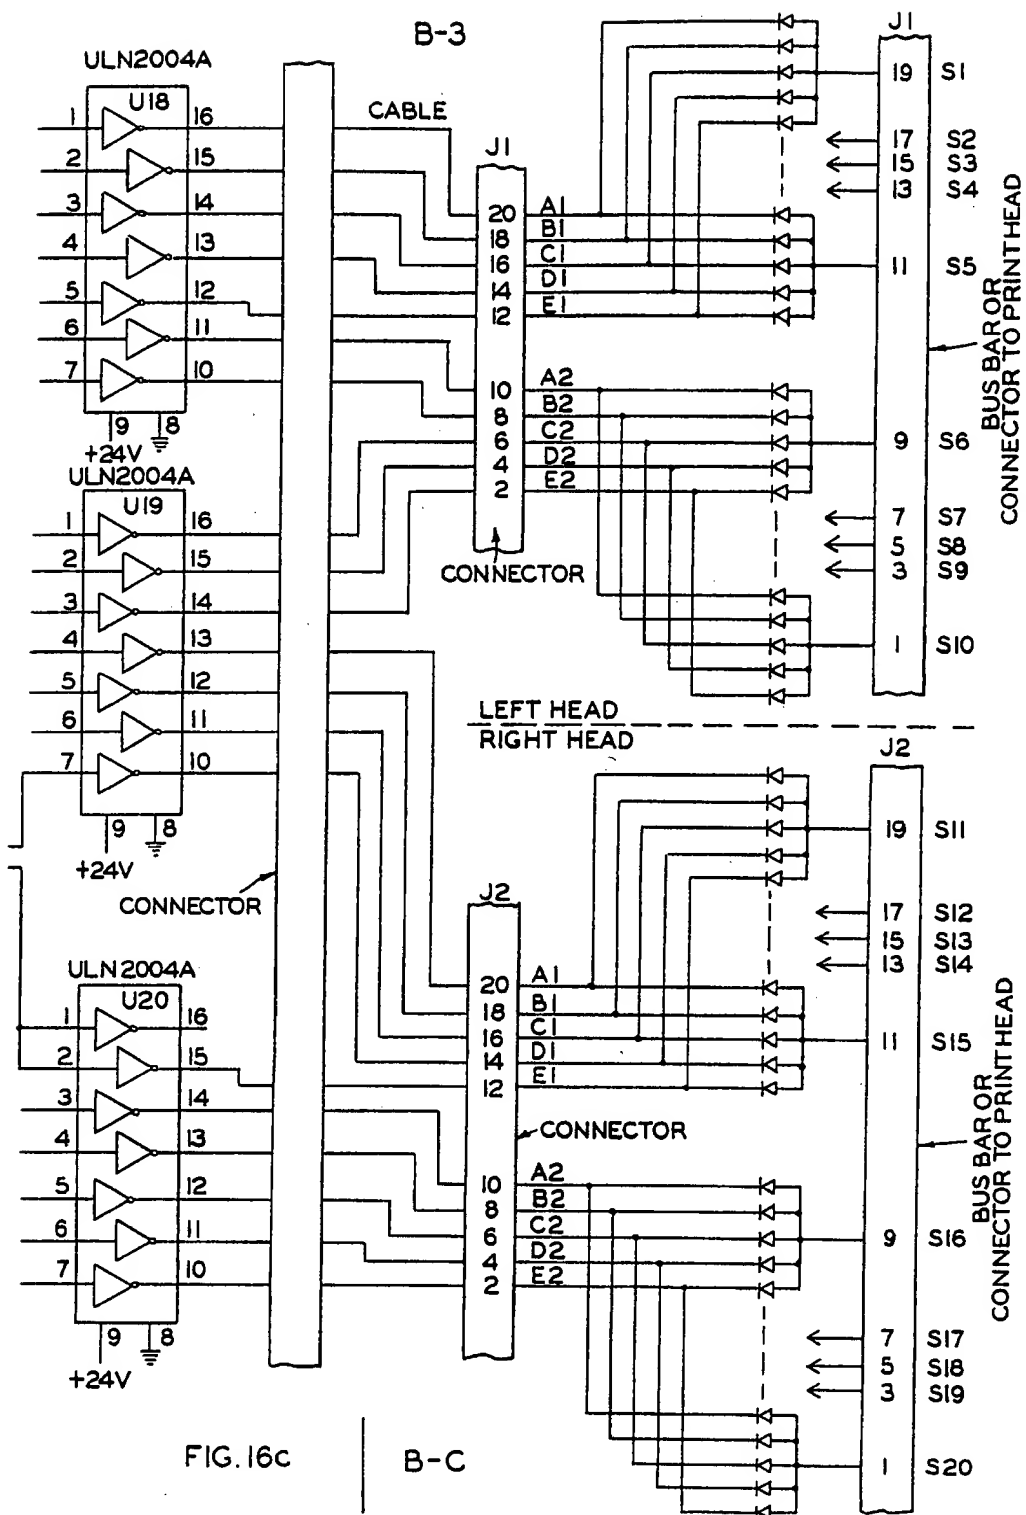 B-3
ULN2004A
U18
1 16
2 15
3 14
4 13
5 12
6 11
7 10
9 8
+24V
ULN2004A
U19
1 16
2 15
3 14
4 13
5 12
6 11
7 10
9 8
+24V
CONNECTOR
ULN2004A
U20
1 16
2 15
3 14
4 13
5 12
6 11
7 10
9 8
+24V
CABLE
J1
20 A1
18 B1
16 C1
14 D1
12 E1
10 A2
8 B2
6 C2
4 D2
2 E2
CONNECTOR
J1
19 S1
17 S2
15 S3
13 S4
11 S5
9 S6
7 S7
5 S8
3 S9
1 S10
BUS BAR OR
CONNECTOR TO PRINTHEAD
LEFT HEAD
RIGHT HEAD
J2
20 A1
18 B1
16 C1
14 D1
12 E1
CONNECTOR
10 A2
8 B2
6 C2
4 D2
2 E2
J2
19 S11
17 S12
15 S13
13 S14
11 S15
9 S16
7 S17
5 S18
3 S19
1 S20
BUS BAR OR
CONNECTOR TO PRINTHEAD
FIG. 16c
B-C